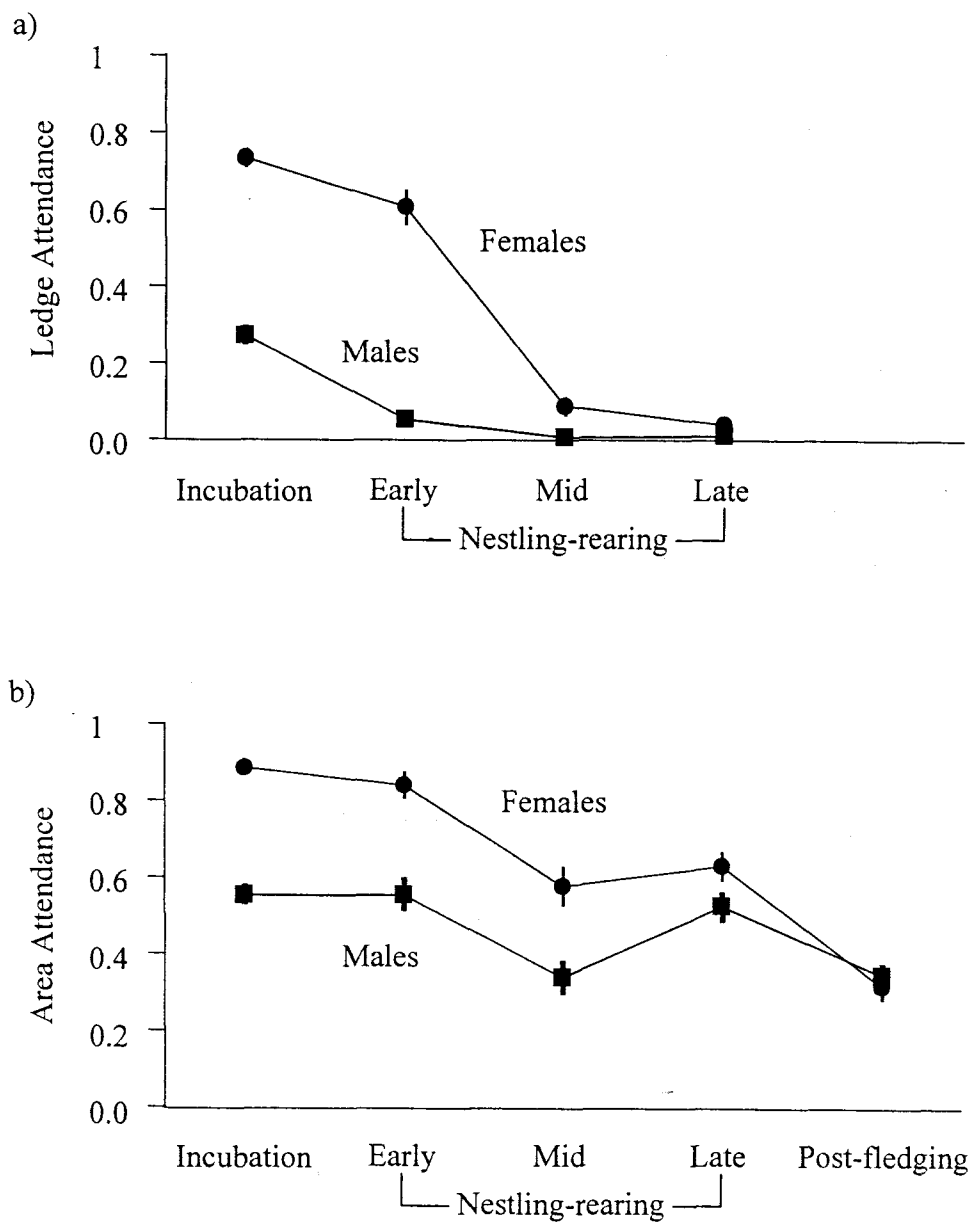 a)
1
0.8
0.6
0.4
0.2
0.0
Ledge Attendance
Females
Males
Incubation Early Mid Late
Nestling-rearing
b)
1
0.8
0.6
0.4
0.2
0.0
Area Attendance
Females
Males
Incubation Early Mid Late Post-fledging
Nestling-rearing